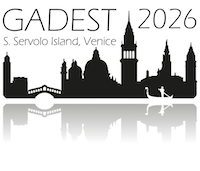 GADEST 2026
S. Servolo Island, Venice